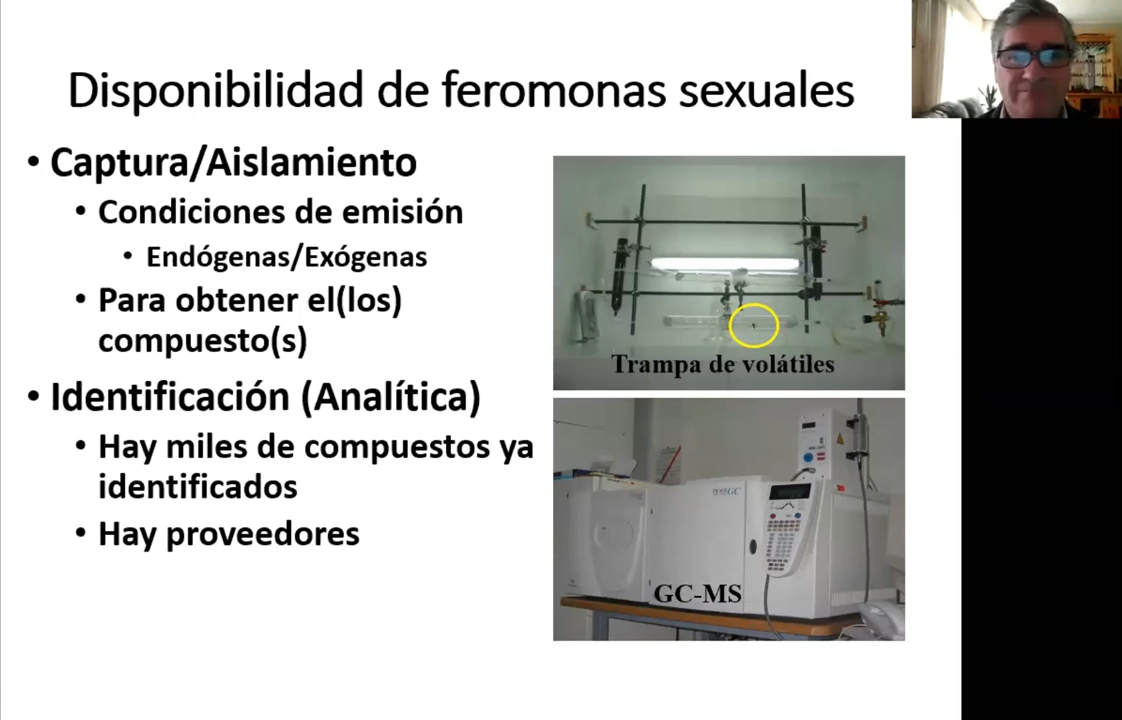 Disponibilidad de feromonas sexuales
• Captura/Aislamiento
• Condiciones de emisión
• Endógenas/Exógenas
• Para obtener el(los)
compuesto(s)
• Identificación (Analítica)
• Hay miles de compuestos ya
identificados
• Hay proveedores
Trampa de volátiles
GC-MS